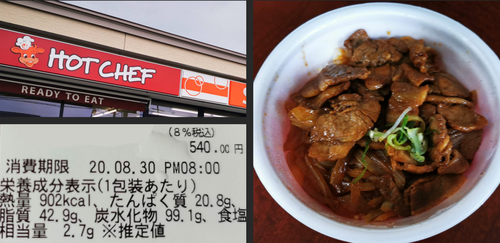 HOT CHEF
READY TO EAT
(8%税込)
540.00円
消費期限 20.08.30 PM08:00
栄養成分表示(1包装あたり)
熱量 902kcal、たんぱく質 20.8g、
脂質 42.9g、炭水化物 99.1g、食塩
相当量 2.7g ※推定値